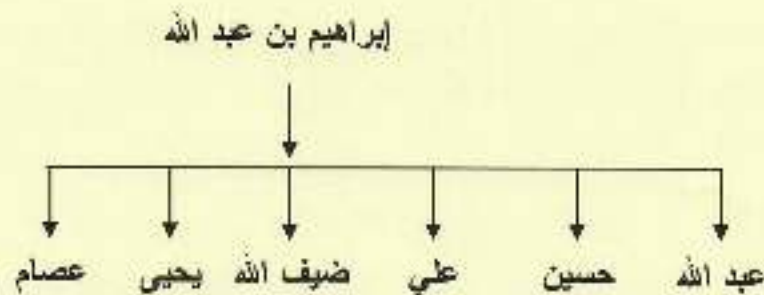 إبراهيم بن عبد الله
عبد الله حسين علي ضيف الله يحيى عصام